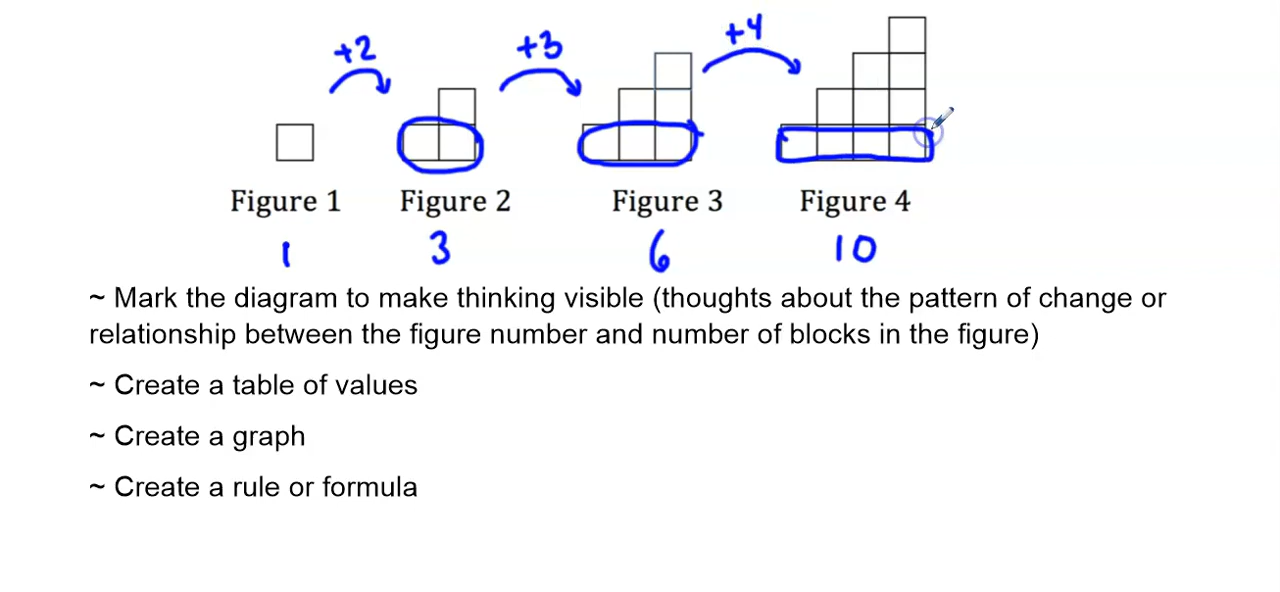 +2 +3 +4
Figure 1 Figure 2 Figure 3 Figure 4
1 3 6 10
~ Mark the diagram to make thinking visible (thoughts about the pattern of change or
relationship between the figure number and number of blocks in the figure)
~ Create a table of values
~ Create a graph
~ Create a rule or formula